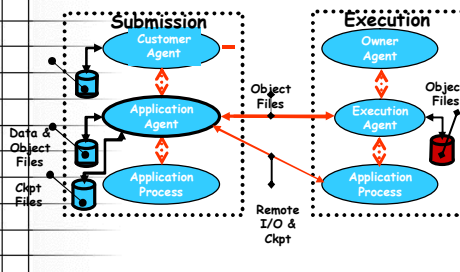 Submission
Execution
Customer
Agent
Owner
Agent
Object
Files
Object
Files
Application
Agent
Execution
Agent
Data &
Object
Files
Ckpt
Files
Application
Process
Application
Process
Remote
I/O &
Ckpt